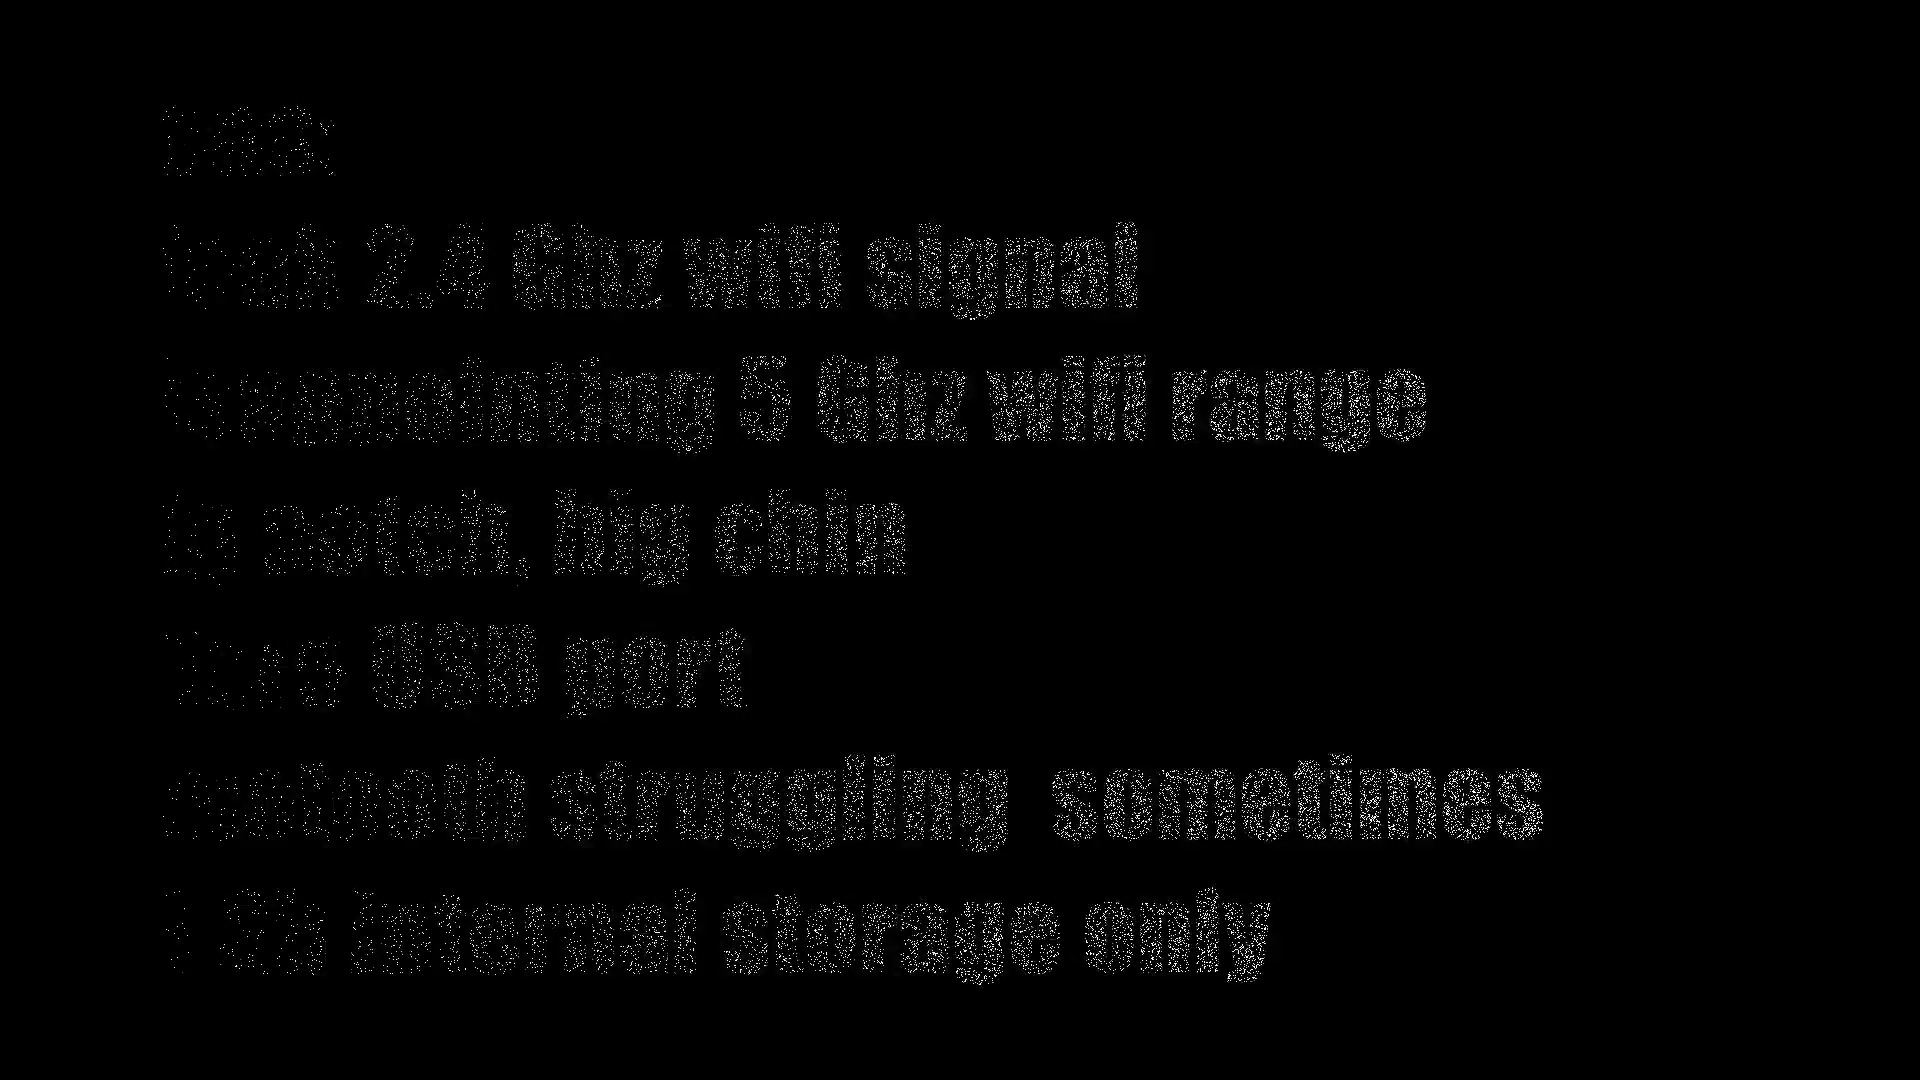 2.4 Ghz wifi signal
5 Ghz wifi range
notch, big chin
USB port
struggling sometimes
internal storage only